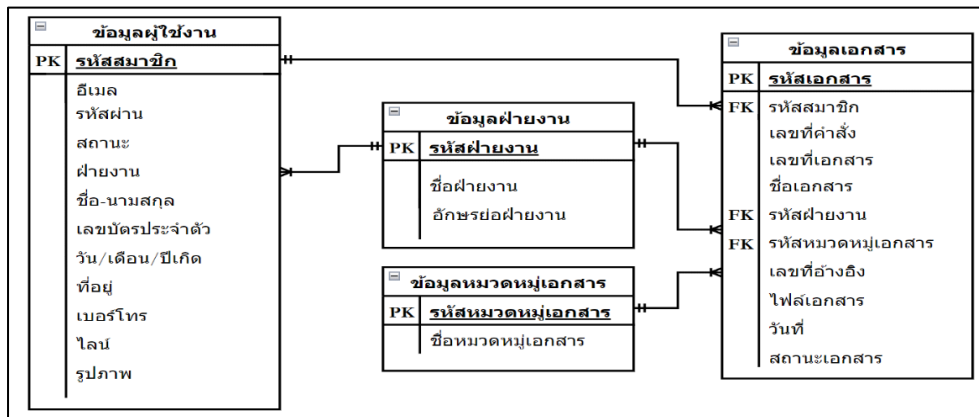 ข้อมูลผู้ใช้งาน
PK รหัสสมาชิก
อีเมล
รหัสผ่าน
สถานะ
ฝ่ายงาน
ชื่อ-นามสกุล
เลขบัตรประจำตัว
วัน/เดือน/ปีเกิด
ที่อยู่
เบอร์โทร
ไลน์
รูปภาพ
ข้อมูลฝ่ายงาน
PK รหัสฝ่ายงาน
ชื่อฝ่ายงาน
อักษรย่อฝ่ายงาน
ข้อมูลหมวดหมู่เอกสาร
PK รหัสหมวดหมู่เอกสาร
ชื่อหมวดหมู่เอกสาร
ข้อมูลเอกสาร
PK รหัสเอกสาร
FK รหัสสมาชิก
เลขที่คำสั่ง
เลขที่เอกสาร
ชื่อเอกสาร
FK รหัสฝ่ายงาน
FK รหัสหมวดหมู่เอกสาร
เลขที่อ้างอิง
ไฟล์เอกสาร
วันที่
สถานะเอกสาร